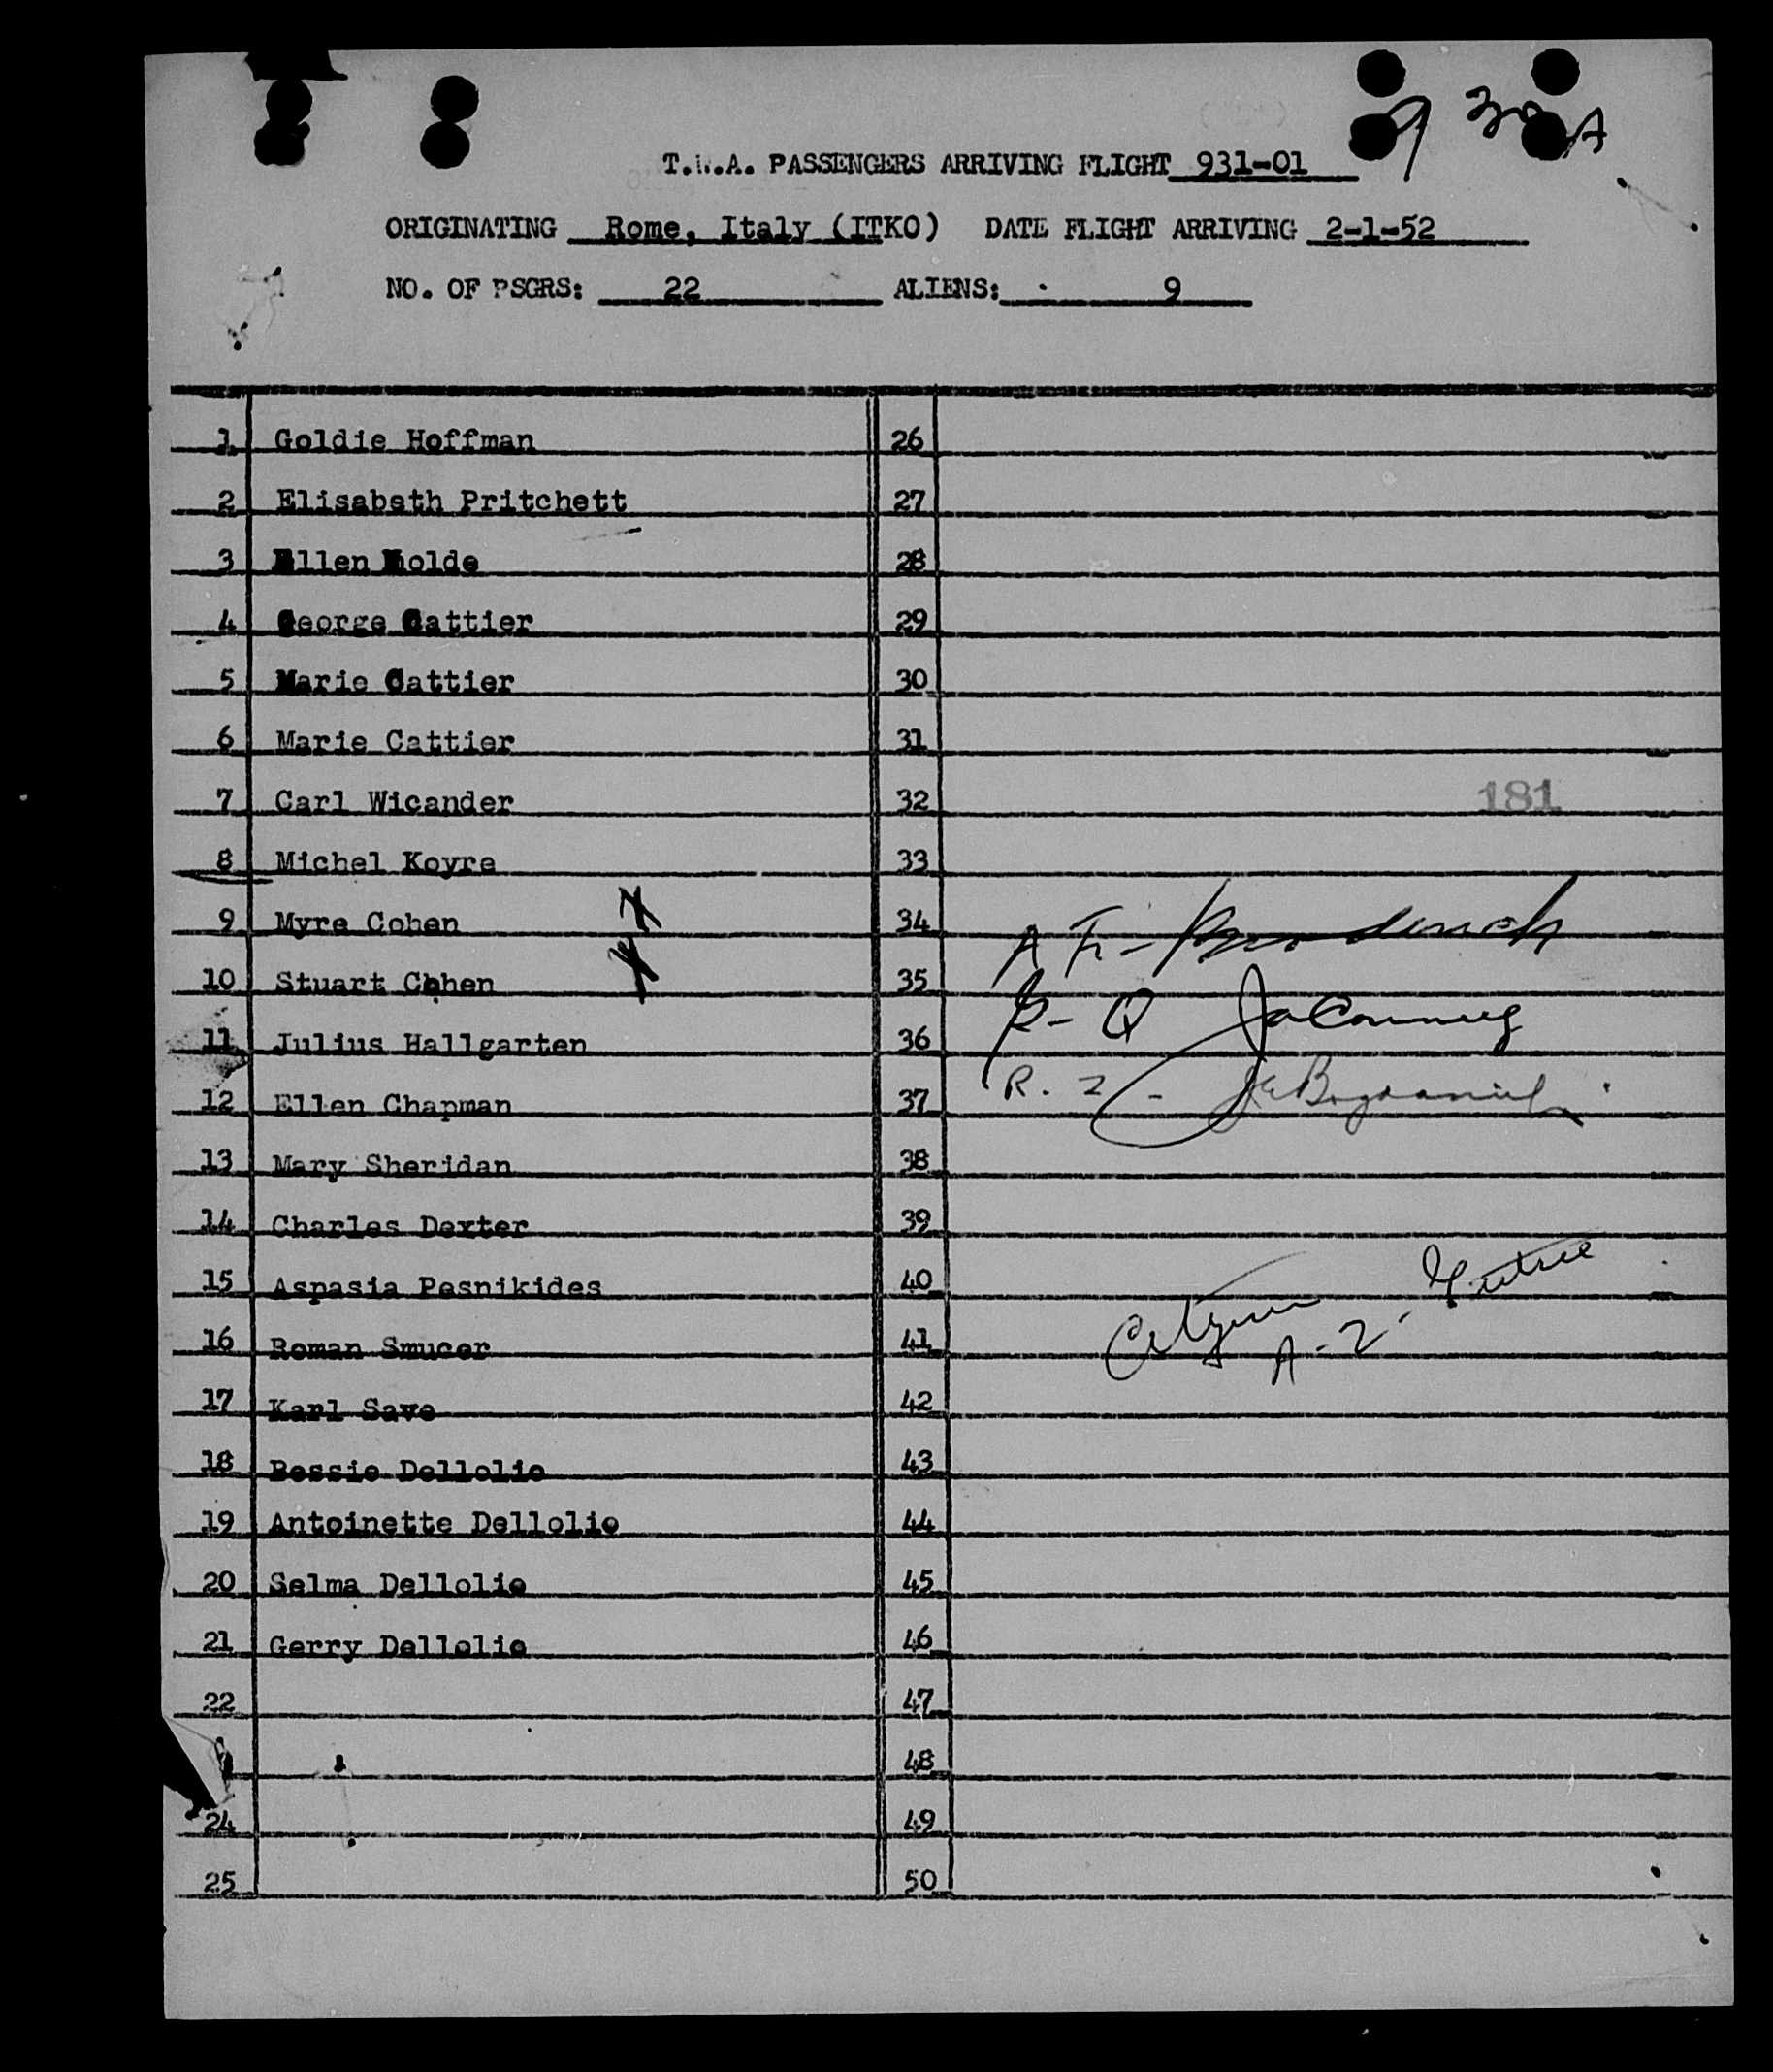 9 30 A
T.W.A. PASSENGERS ARRIVING FLIGHT 931-01
ORIGINATING Rome, Italy (ITKO) DATE FLIGHT ARRIVING 2-1-52
NO. OF PSGRS: 22 ALIENS: 9
1 Goldie Hoffman 26
2 Elisabeth Pritchett 27
3 Ellen Holde 28
4 George Cattier 29
5 Marie Cattier 30
6 Marie Cattier 31
7 Carl Wicander 32 181
8 Michel Koyre 33
9 Myre Cohen X 34
10 Stuart Cohen X 35
11 Julius Hallgarten 36
12 Ellen Chapman 37 R. 2 -
13 Mary Sheridan 38
14 Charles Dexter 39
15 Aspasia Pesnikides 40
16 Roman Smucer 41 A-2-
17 Karl Save 42
18 Bessie Dellolio 43
19 Antoinette Dellolio 44
20 Selma Dellolio 45
21 Gerry Dellolio 46
22 47
48
24 49
25 50